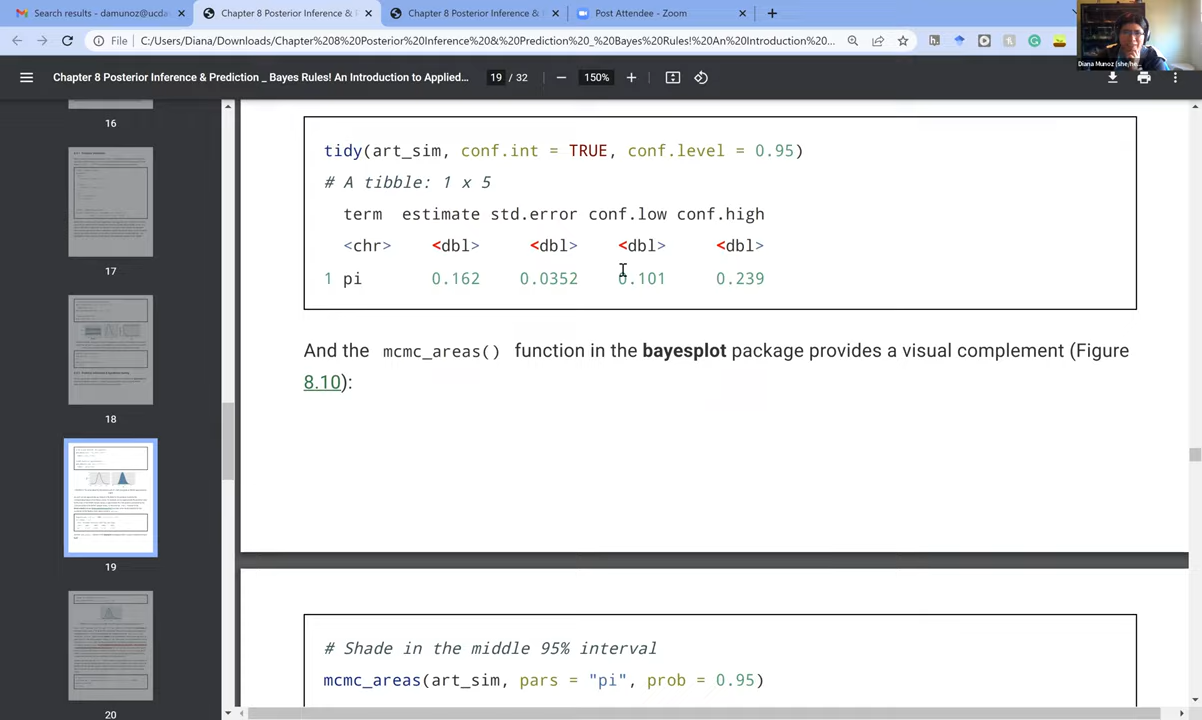 Search results - damunoz@ucda
Chapter 8 Posterior Inference &
Chapter 8 Posterior Inference &
Post Attendee - Zoom
File
C:/Users/Diana/Downloads/Chapter%208%20Posterior%20Inference%20&%20Prediction%20_%20Bayes%20Rules!%20An%20Introduction%20...
Diana Munoz (she/he...
Chapter 8 Posterior Inference & Prediction _ Bayes Rules! An Introduction to Applied...
19 / 32
150%
16
17
18
19
20
tidy(art_sim, conf.int = TRUE, conf.level = 0.95)
# A tibble: 1 x 5
term estimate std.error conf.low conf.high
<chr> <dbl> <dbl> <dbl> <dbl>
1 pi 0.162 0.0352 0.101 0.239
And the mcmc_areas() function in the bayesplot package provides a visual complement (Figure
8.10):
# Shade in the middle 95% interval
mcmc_areas(art_sim, pars = "pi", prob = 0.95)